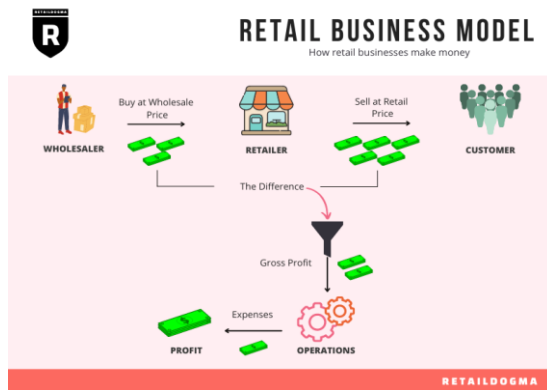 RETAILDOGMA
R
RETAIL BUSINESS MODEL
How retail businesses make money
Buy at Wholesale
Price
Sell at Retail
Price
WHOLESALER
RETAILER
CUSTOMER
The Difference
Gross Profit
Expenses
PROFIT
OPERATIONS
RETAILDOGMA